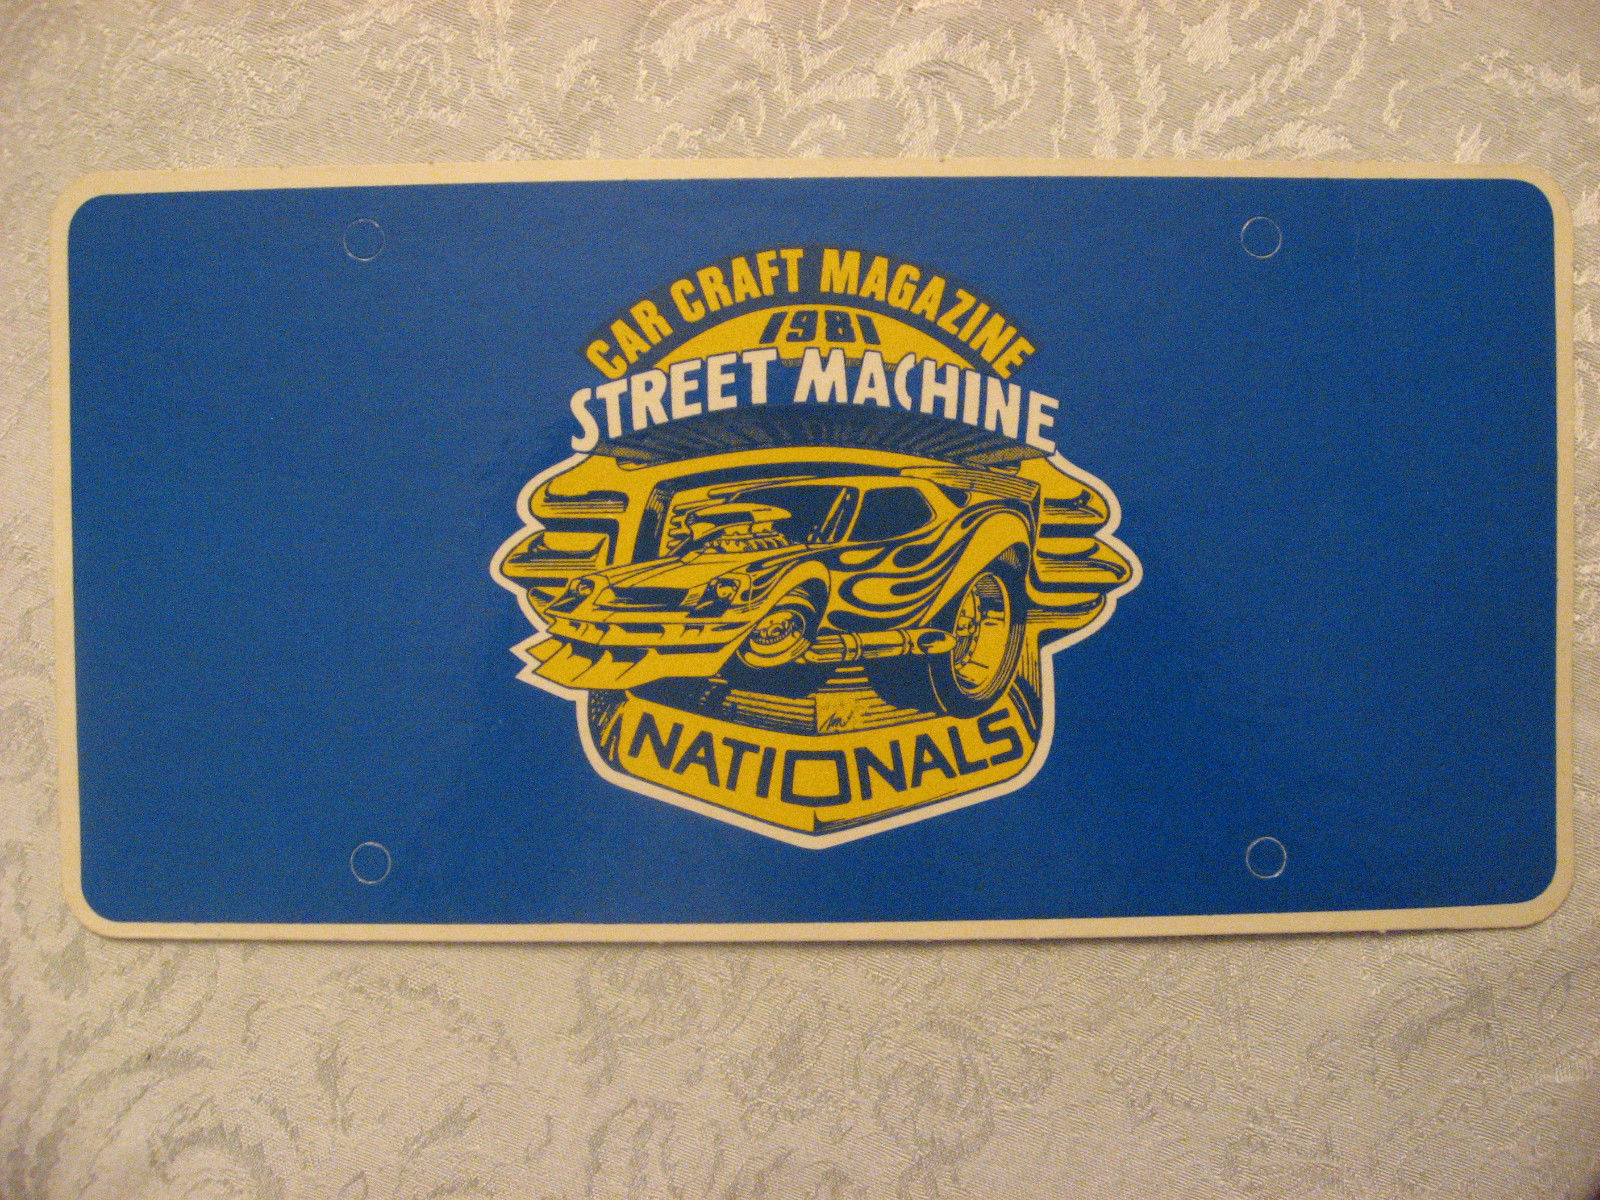 CAR CRAFT MAGAZINE
1981
STREET MACHINE
NATIONALS